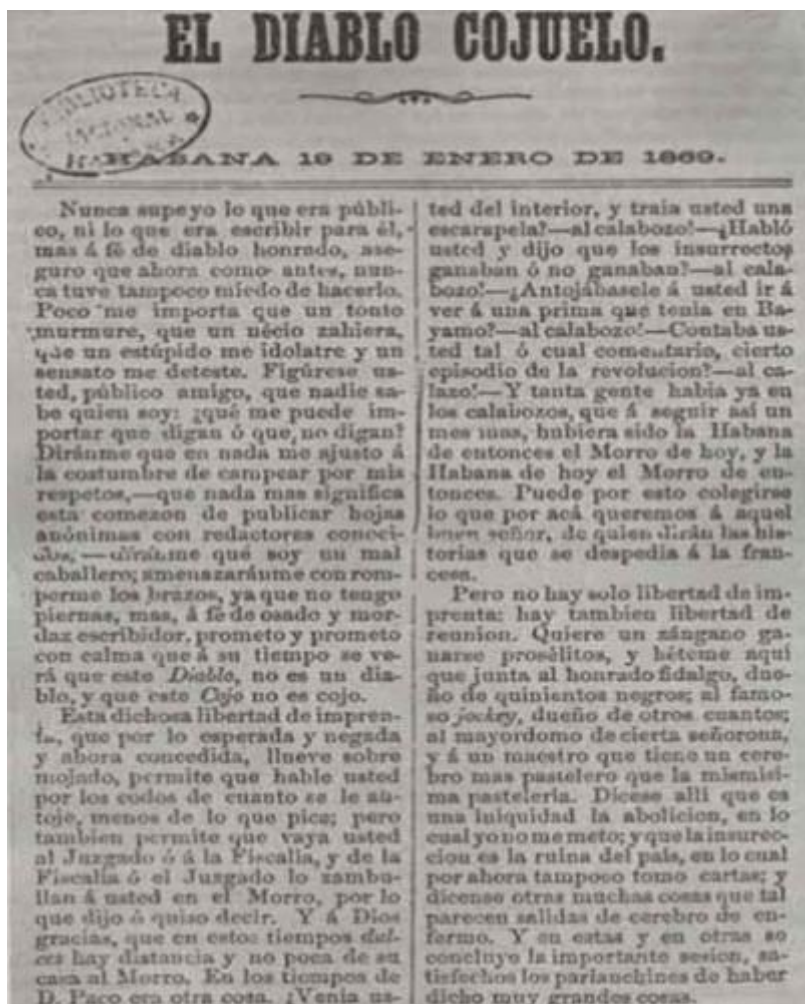 EL DIABLO COJUELO.
BIBLIOTECA
NACIONAL
HABANA
HABANA 19 DE ENERO DE 1869.
Nunca supe yo lo que era públi-
co, ni lo que era escribir para él,
mas á fé de diablo honrado, ase-
guro que ahora como antes, nun-
ca tuve tampoco miedo de hacerlo.
Poco me importa que un tonto
murmure, que un nécio zahiera,
que un estúpido me idolatre y un
sensato me deteste. Figúrese us-
ted, público amigo, que nadie sa-
be quien soy: ¿qué me puede im-
portar que digan ó que no digan?
Diránme que en nada me ajusto á
la costumbre de campear por mis
respetos,—que nada mas significa
esta comezon de publicar hojas
anónimas con redactores conoci-
dos,—diránme qué soy un mal
caballero; amenazaránme con rom-
perme los brazos, ya que no tengo
piernas, mas, á fé de osado y mor-
daz escribidor, prometo y prometo
con calma que á su tiempo se ve-
rá que este Diablo, no es un dia-
blo, y que este Cojo no es cojo.
Esta dichosa libertad de impren-
ta, que por lo esperada y negada
y ahora concedida, llueve sobre
mojado, permite que hable usted
por los codos de cuanto se le an-
toje, menos de lo que pica; pero
tambien permite que vaya usted
al Juzgado ó á la Fiscalía, y de la
Fiscalía ó el Juzgado lo zambu-
llan á usted en el Morro, por lo
que dijo ó quiso decir. Y á Dios
gracias, que en estos tiempos dul-
ces hay distancia y no poca de su
casa al Morro. En los tiempos de
D. Paco era otra cosa. ¿Venia us-
ted del interior, y traia usted una
escarapela?—al calabozo!—¿Habló
usted y dijo que los insurrectos
ganaban ó no ganaban?—al cala-
bozo!—¿Antojábasele á usted ir á
ver á una prima que tenia en Ba-
yamo?—al calabozo!—Contaba us-
ted tal ó cual comentario, cierto
episodio de la revolucion?—al ca-
lazo!—Y tanta gente habia ya en
los calabozos, que á seguir así un
mes mas, hubiera sido la Habana
de entonces el Morro de hoy, y la
Habana de hoy el Morro de en-
tonces. Puede por esto colegirse
lo que por acá queremos á aquel
buen señor, de quien dirán las his-
torias que se despedia á la fran-
cesa.
Pero no hay solo libertad de im-
prenta: hay tambien libertad de
reunion. Quiere un zángano ga-
narse prosélitos, y héteme aquí
que junta al honrado fidalgo, due-
ño de quinientos negros; al famo-
so jockey, dueño de otros cuantos;
al mayordomo de cierta señorona,
y á un maestro que tiene un cere-
bro mas pastelero que la mismísi-
ma pastelería. Dícese allí que es
una iniquidad la abolicion, en lo
cual yo no me meto; y que la insurec-
cion es la ruina del pais, en lo cual
por ahora tampoco tomo cartas; y
dícense otras muchas cosas que tal
parecen salidas de cerebro de en-
fermo. Y en estas y en otras se
concluye la importante sesion, sa-
tisfechos los parlanchines de haber
dicho muy grandes cosas.